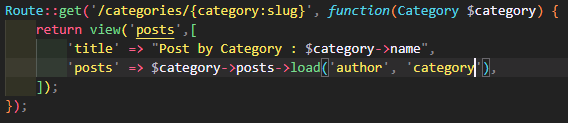 Route::get('/categories/{category:slug}', function(Category $category) {
    return view('posts',[
        'title' => "Post by Category : $category->name",
        'posts' => $category->posts->load('author', 'category'),
    ]);
});